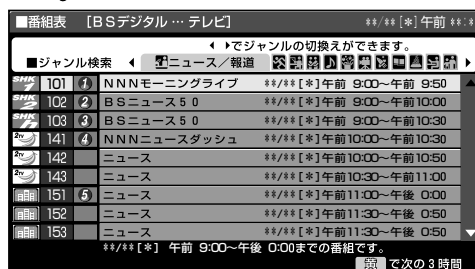 ■番組表 [BSデジタル … テレビ] **/**[*]午前 **:*
でジャンルの切換えができます。
■ジャンル検索 ニュース/報道
SHK 1 101 1 NNNモーニングライブ **/**[*]午前 9:00~午前 9:50
SHK 2 102 2 BSニュース50 **/**[*]午前 9:00~午前10:00
SHK 3 103 3 BSニュース50 **/**[*]午前 9:00~午前10:30
2TV 141 4 NNNニュースダッシュ **/**[*]午前10:00~午前10:30
2TV 142 ニュース **/**[*]午前10:00~午前10:50
2TV 143 ニュース **/**[*]午前10:30~午前11:00
151 5 ニュース **/**[*]午前11:00~午後 0:00
152 ニュース **/**[*]午前11:30~午後 0:50
153 ニュース **/**[*]午前11:30~午後 0:50
**/**[*] 午前 9:00~午後 0:00までの番組です。
黄 で次の3時間